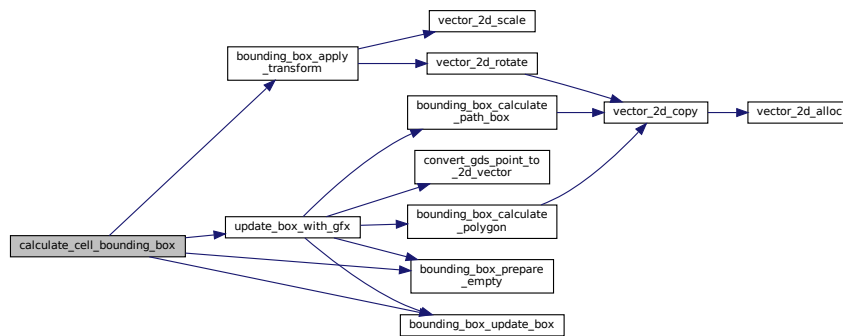 vector_2d_scale
bounding_box_apply
_transform
vector_2d_rotate
bounding_box_calculate
_path_box
vector_2d_copy
vector_2d_alloc
convert_gds_point_to
_2d_vector
bounding_box_calculate
_polygon
update_box_with_gfx
calculate_cell_bounding_box
bounding_box_prepare
_empty
bounding_box_update_box